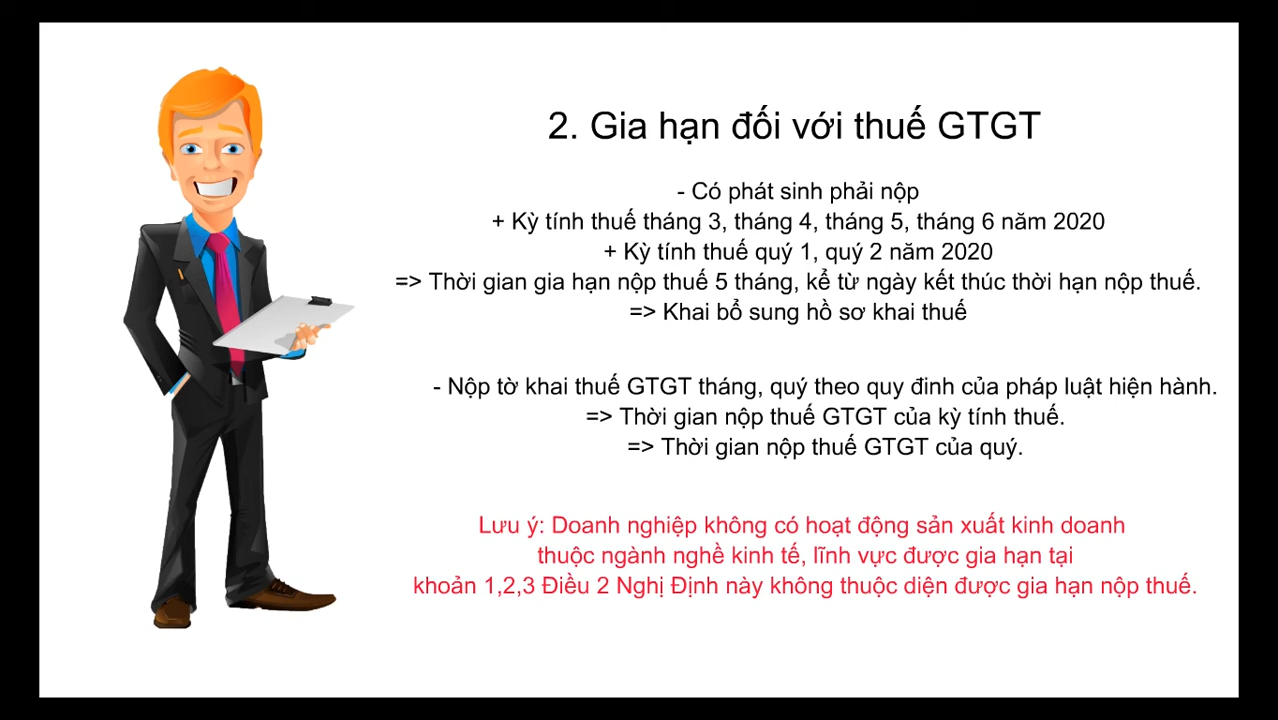 2. Gia hạn đối với thuế GTGT
- Có phát sinh phải nộp
+ Kỳ tính thuế tháng 3, tháng 4, tháng 5, tháng 6 năm 2020
+ Kỳ tính thuế quý 1, quý 2 năm 2020
=> Thời gian gia hạn nộp thuế 5 tháng, kể từ ngày kết thúc thời hạn nộp thuế.
=> Khai bổ sung hồ sơ khai thuế
- Nộp tờ khai thuế GTGT tháng, quý theo quy đinh của pháp luật hiện hành.
=> Thời gian nộp thuế GTGT của kỳ tính thuế.
=> Thời gian nộp thuế GTGT của quý.
Lưu ý: Doanh nghiệp không có hoạt động sản xuất kinh doanh
thuộc ngành nghề kinh tế, lĩnh vực được gia hạn tại
khoản 1,2,3 Điều 2 Nghị Định này không thuộc diện được gia hạn nộp thuế.